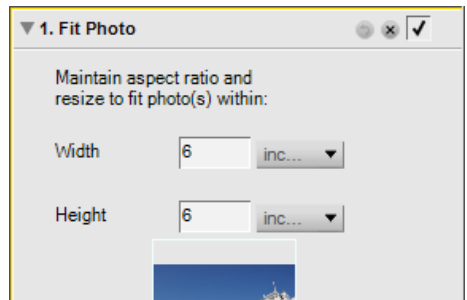 1. Fit Photo
Maintain aspect ratio and
resize to fit photo(s) within:
Width 6 inc...
Height 6 inc...